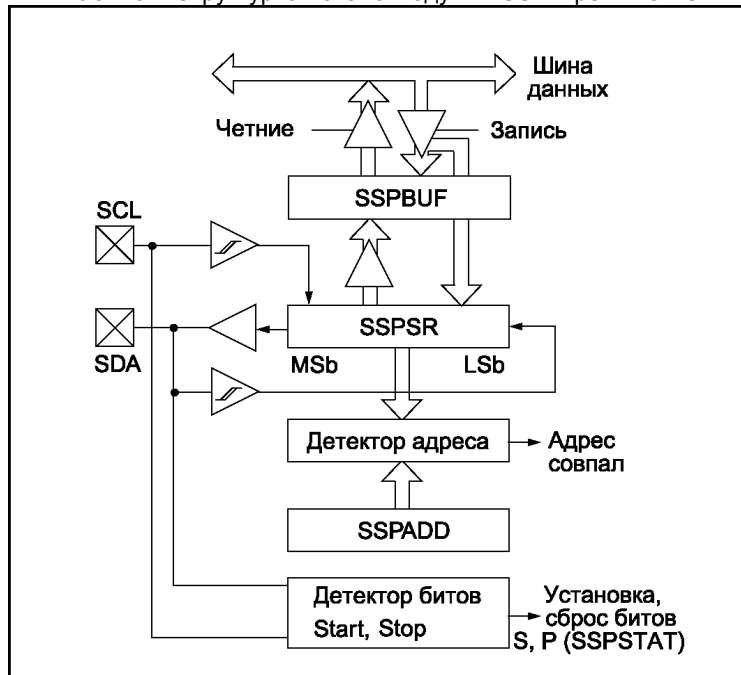 Шина
данных
Четние
Запись
SSPBUF
SCL
SSPSR
SDA
MSb
LSb
Детектор адреса
Адрес
совпал
SSPADD
Детектор битов
Start, Stop
Установка,
сброс битов
S, P (SSPSTAT)